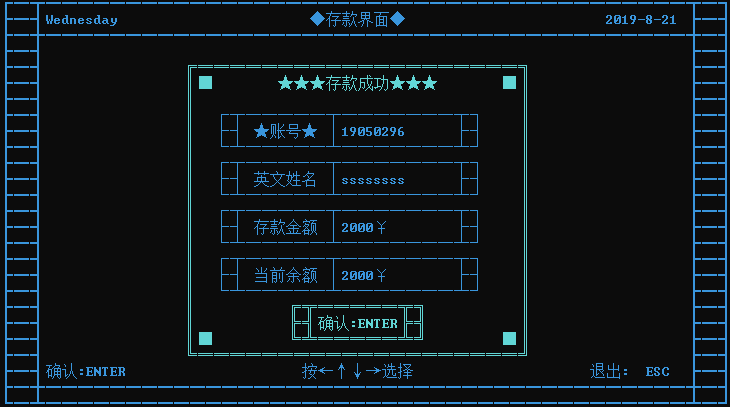 Wednesday ◆存款界面◆ 2019-8-21
★★★存款成功★★★
★账号★ 19050296
英文姓名 ssssssss
存款金额 2000￥
当前余额 2000￥
确认:ENTER
确认:ENTER 按←↑↓→选择 退出: ESC